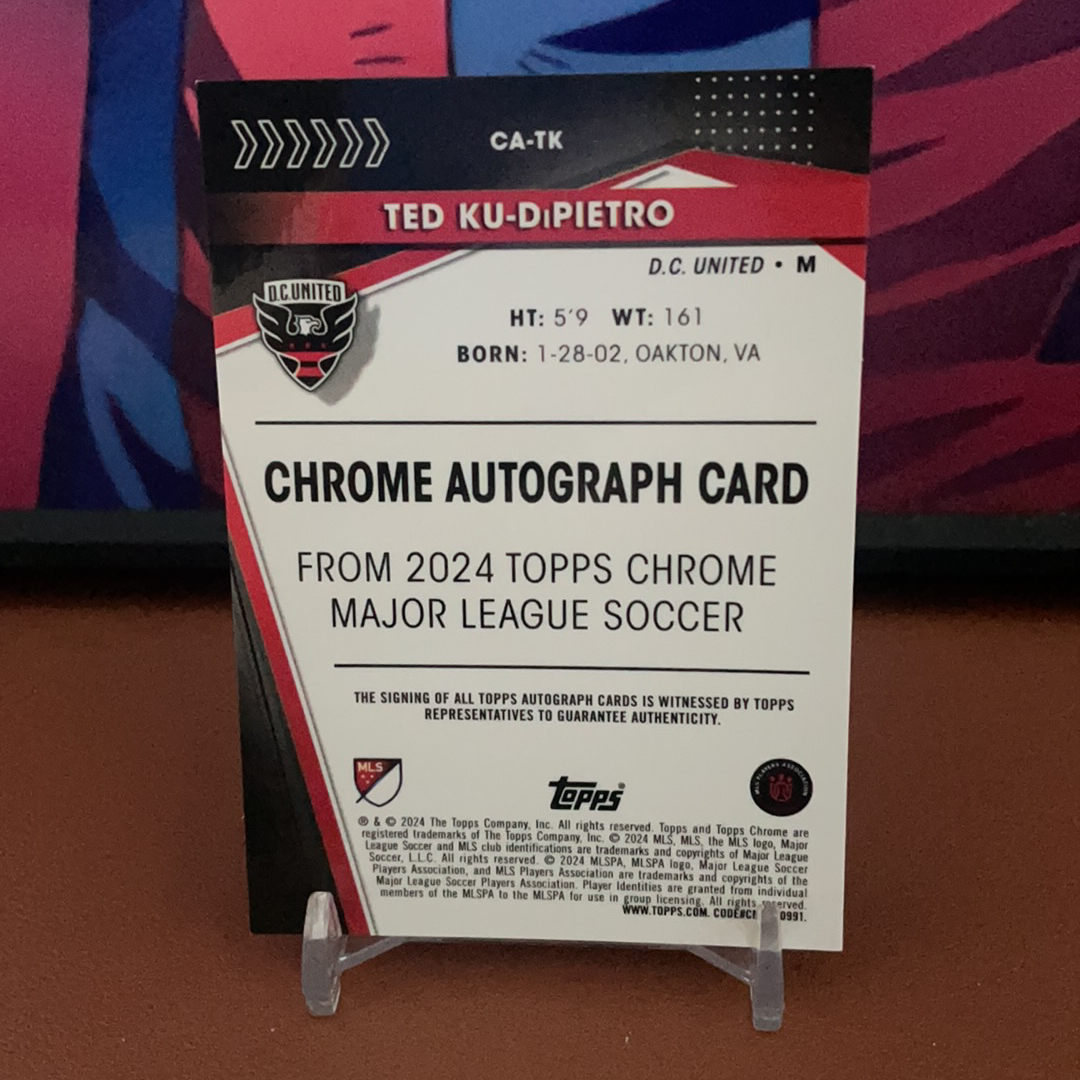 CA-TK
TED KU-DiPIETRO
D.C. UNITED • M
D.C.UNITED
HT: 5'9 WT: 161
BORN: 1-28-02, OAKTON, VA
CHROME AUTOGRAPH CARD
FROM 2024 TOPPS CHROME
MAJOR LEAGUE SOCCER
THE SIGNING OF ALL TOPPS AUTOGRAPH CARDS IS WITNESSED BY TOPPS
REPRESENTATIVES TO GUARANTEE AUTHENTICITY.
MLS
topps®
MLS PLAYERS ASSOCIATION
® & © 2024 The Topps Company, Inc. All rights reserved. Topps and Topps Chrome are
registered trademarks of The Topps Company, Inc. © 2024 MLS, MLS, the MLS logo, Major
League Soccer and MLS club identifications are trademarks and copyrights of Major League
Soccer, L.L.C. All rights reserved. © 2024 MLSPA, MLSPA logo, Major League Soccer
Players Association, and MLS Players Association are trademarks and copyrights of the
Major League Soccer Players Association. Player Identities are granted from individual
members of the MLSPA to the MLSPA for use in group licensing. All rights reserved.
WWW.TOPPS.COM. 0991.